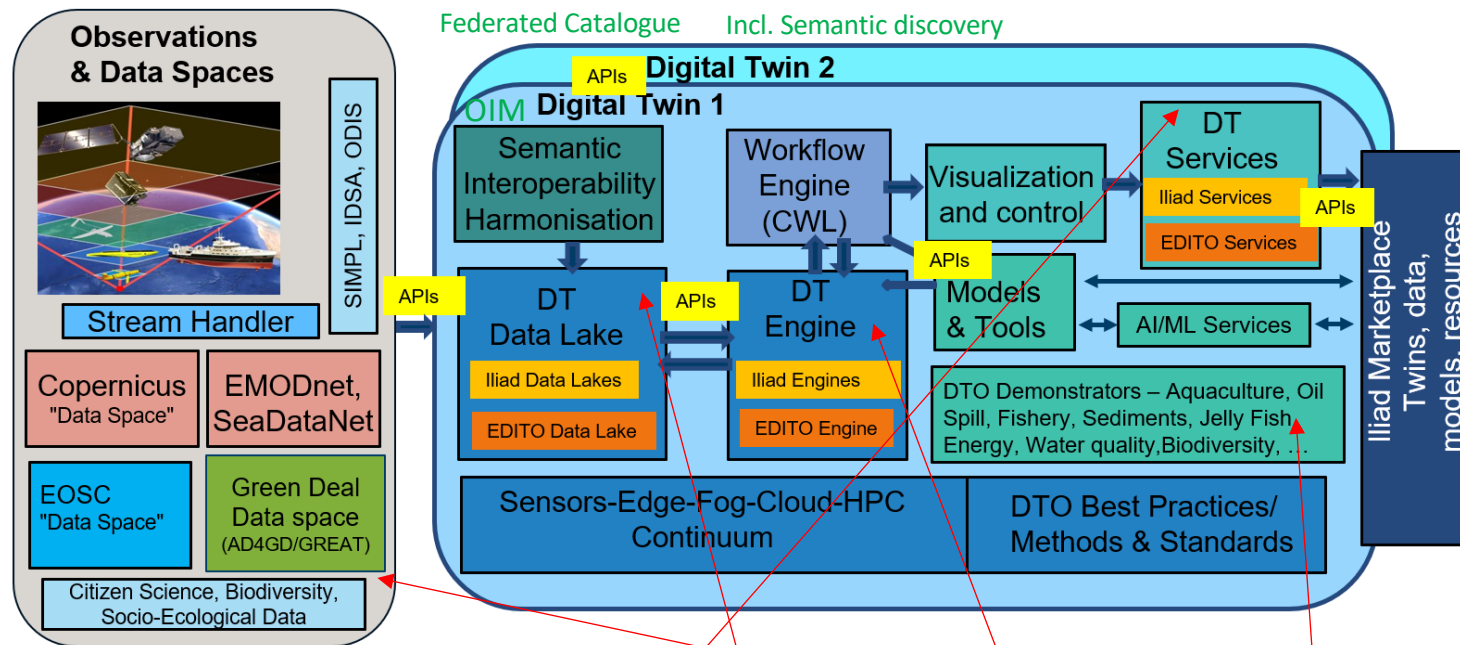 Federated Catalogue
Incl. Semantic discovery
Observations
& Data Spaces
SIMPL, IDSA, ODIS
Stream Handler
Copernicus
"Data Space"
EMODnet,
SeaDataNet
EOSC
"Data Space"
Green Deal
Data space
(AD4GD/GREAT)
Citizen Science, Biodiversity,
Socio-Ecological Data
APIs
APIs
Digital Twin 2
OIM
Digital Twin 1
Semantic
Interoperability
Harmonisation
Workflow
Engine
(CWL)
Visualization
and control
DT
Services
Iliad Services
EDITO Services
APIs
DT
Data Lake
Iliad Data Lakes
EDITO Data Lake
APIs
DT
Engine
Iliad Engines
EDITO Engine
APIs
Models
& Tools
AI/ML Services
DTO Demonstrators – Aquaculture, Oil
Spill, Fishery, Sediments, Jelly Fish
Energy, Water quality,Biodiversity, …
Sensors-Edge-Fog-Cloud-HPC
Continuum
DTO Best Practices/
Methods & Standards
Iliad Marketplace
Twins, data,
models, resources